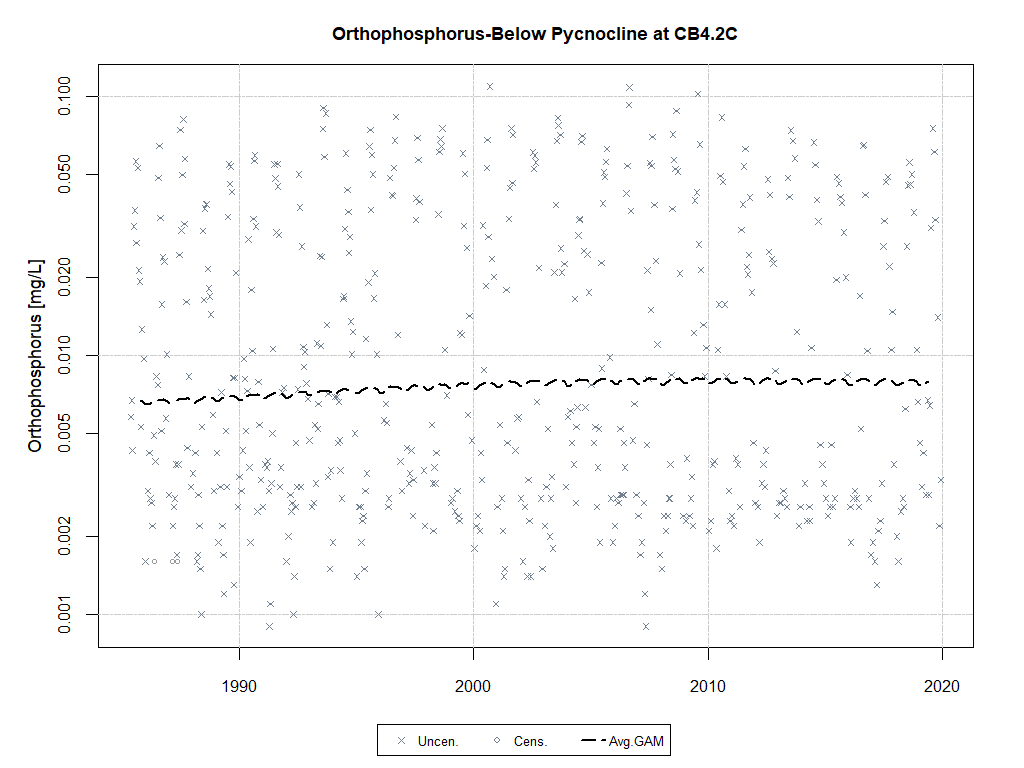 Orthophosphorus-Below Pycnocline at CB4.2C
Orthophosphorus [mg/L]
0.100
0.050
0.020
0.010
0.005
0.002
0.001
1990 2000 2010 2020
Uncen. Cens. Avg.GAM